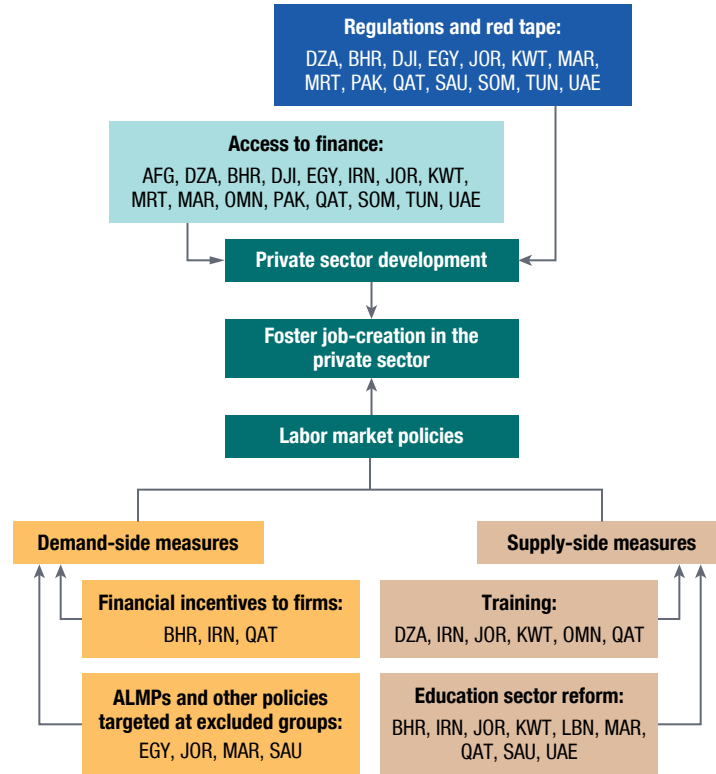 Regulations and red tape:
DZA, BHR, DJI, EGY, JOR, KWT, MAR,
MRT, PAK, QAT, SAU, SOM, TUN, UAE
Access to finance:
AFG, DZA, BHR, DJI, EGY, IRN, JOR, KWT,
MRT, MAR, OMN, PAK, QAT, SOM, TUN, UAE
Private sector development
Foster job-creation in the
private sector
Labor market policies
Demand-side measures
Supply-side measures
Financial incentives to firms:
BHR, IRN, QAT
Training:
DZA, IRN, JOR, KWT, OMN, QAT
ALMPs and other policies
targeted at excluded groups:
EGY, JOR, MAR, SAU
Education sector reform:
BHR, IRN, JOR, KWT, LBN, MAR,
QAT, SAU, UAE